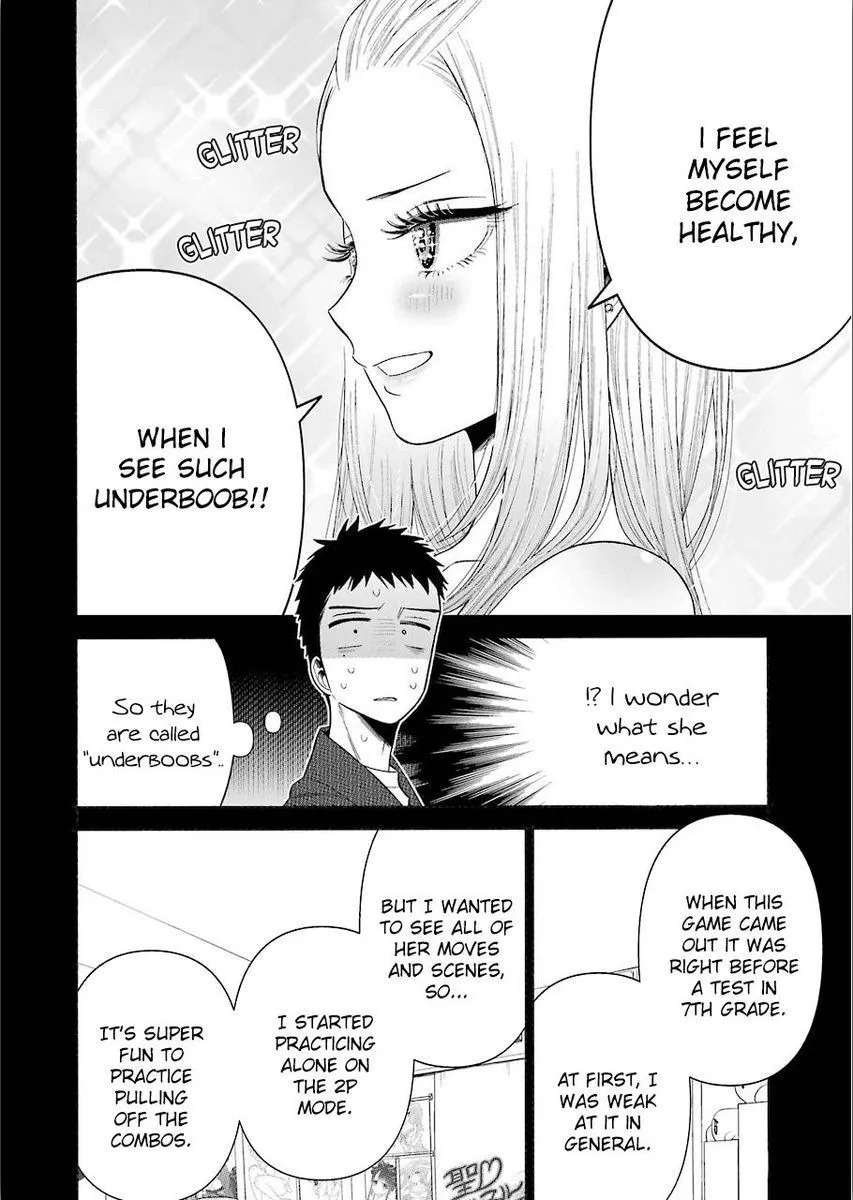 I FEEL
MYSELF
BECOME
HEALTHY,
GLITTER
GLITTER
GLITTER
WHEN I
SEE SUCH
UNDERBOOB!!
!? I wonder
what she
means...
So they
are called
"underBOOBs"..
WHEN THIS
GAME CAME
OUT IT WAS
RIGHT BEFORE
A TEST IN
7TH GRADE.
AT FIRST, I
WAS WEAK
AT IT IN
GENERAL.
BUT I WANTED
TO SEE ALL OF
HER MOVES
AND SCENES,
SO...
I STARTED
PRACTICING
ALONE ON
THE 2P
MODE.
IT'S SUPER
FUN TO
PRACTICE
PULLING
OFF THE
COMBOS.
聖♡